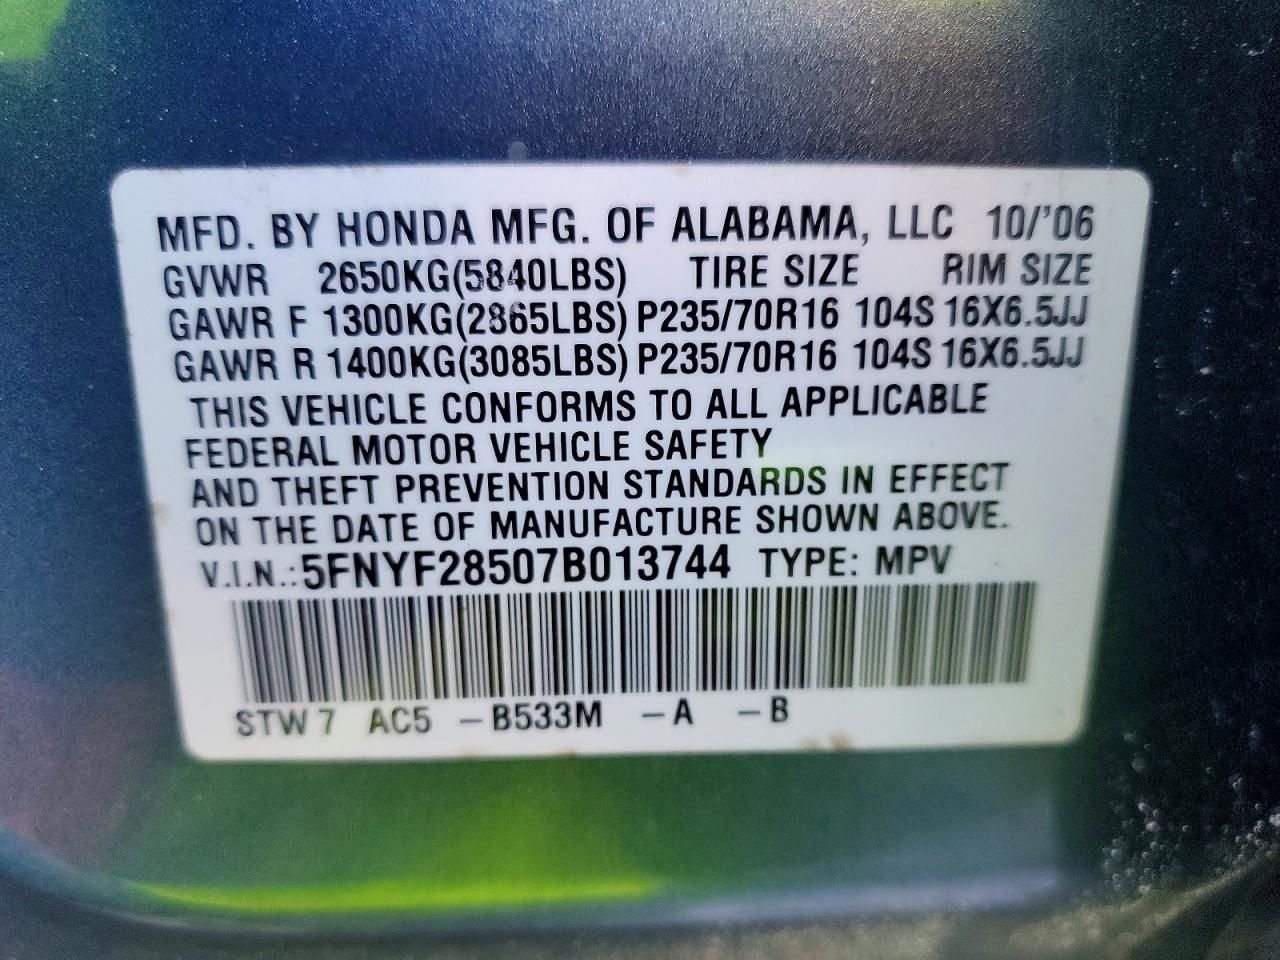 MFD. BY HONDA MFG. OF ALABAMA, LLC 10/'06
GVWR 2650KG(5840LBS) TIRE SIZE RIM SIZE
GAWR F 1300KG(2865LBS) P235/70R16 104S 16X6.5JJ
GAWR R 1400KG(3085LBS) P235/70R16 104S 16X6.5JJ
THIS VEHICLE CONFORMS TO ALL APPLICABLE
FEDERAL MOTOR VEHICLE SAFETY
AND THEFT PREVENTION STANDARDS IN EFFECT
ON THE DATE OF MANUFACTURE SHOWN ABOVE.
V.I.N.: 5FNYF28507B013744 TYPE: MPV
STW7 AC5 -B533M -A -B